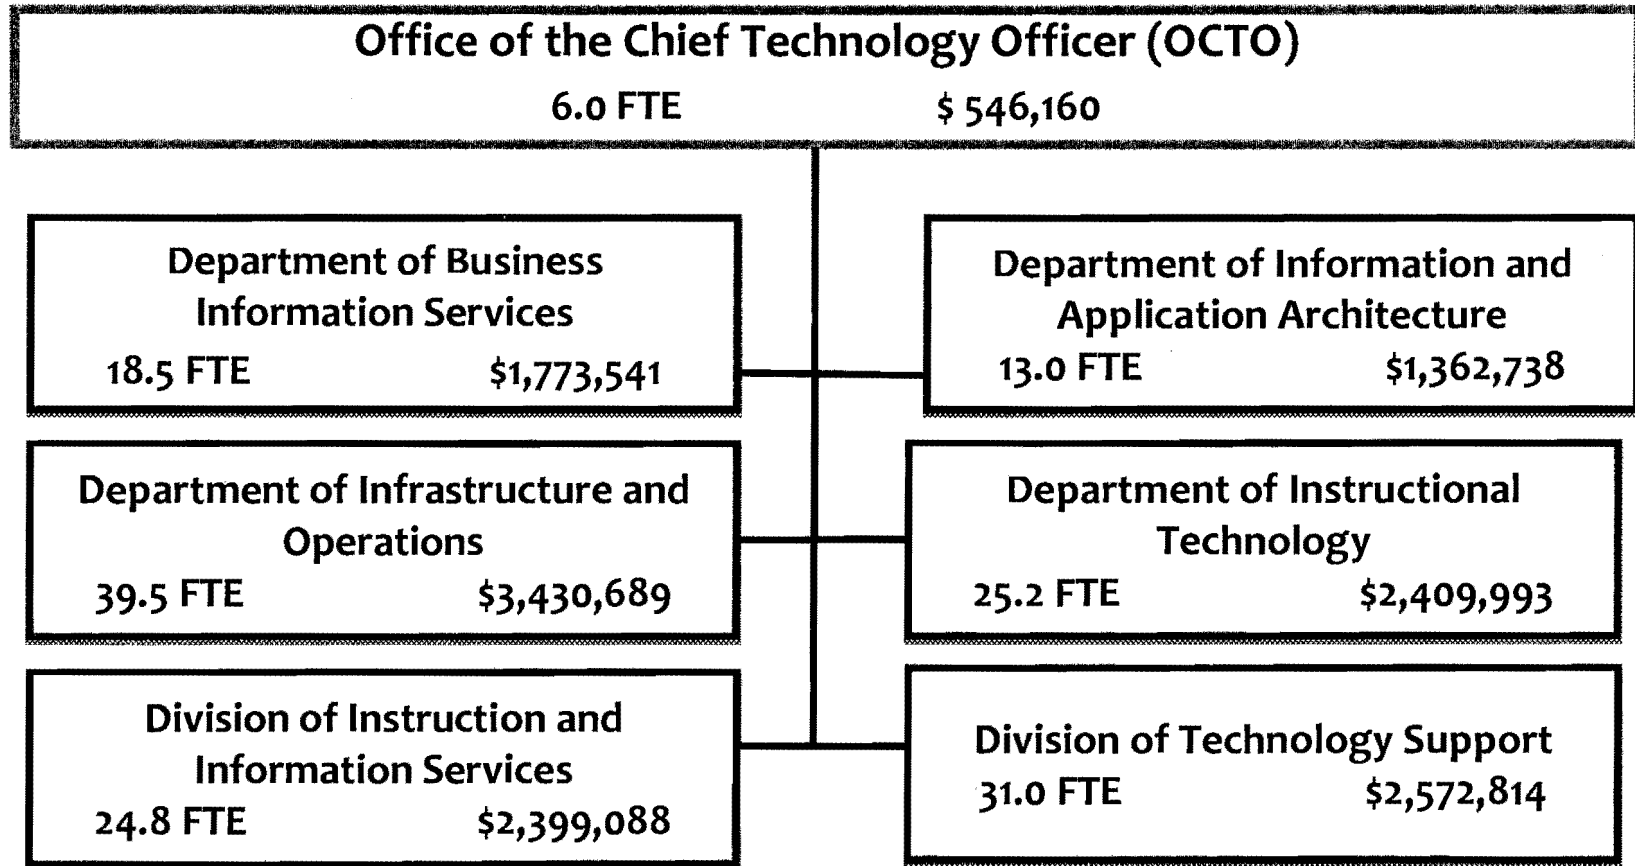 Office of the Chief Technology Officer (OCTO)
6.0 FTE $ 546,160
Department of Business
Information Services
18.5 FTE $1,773,541
Department of Information and
Application Architecture
13.0 FTE $1,362,738
Department of Infrastructure and
Operations
39.5 FTE $3,430,689
Department of Instructional
Technology
25.2 FTE $2,409,993
Division of Instruction and
Information Services
24.8 FTE $2,399,088
Division of Technology Support
31.0 FTE $2,572,814